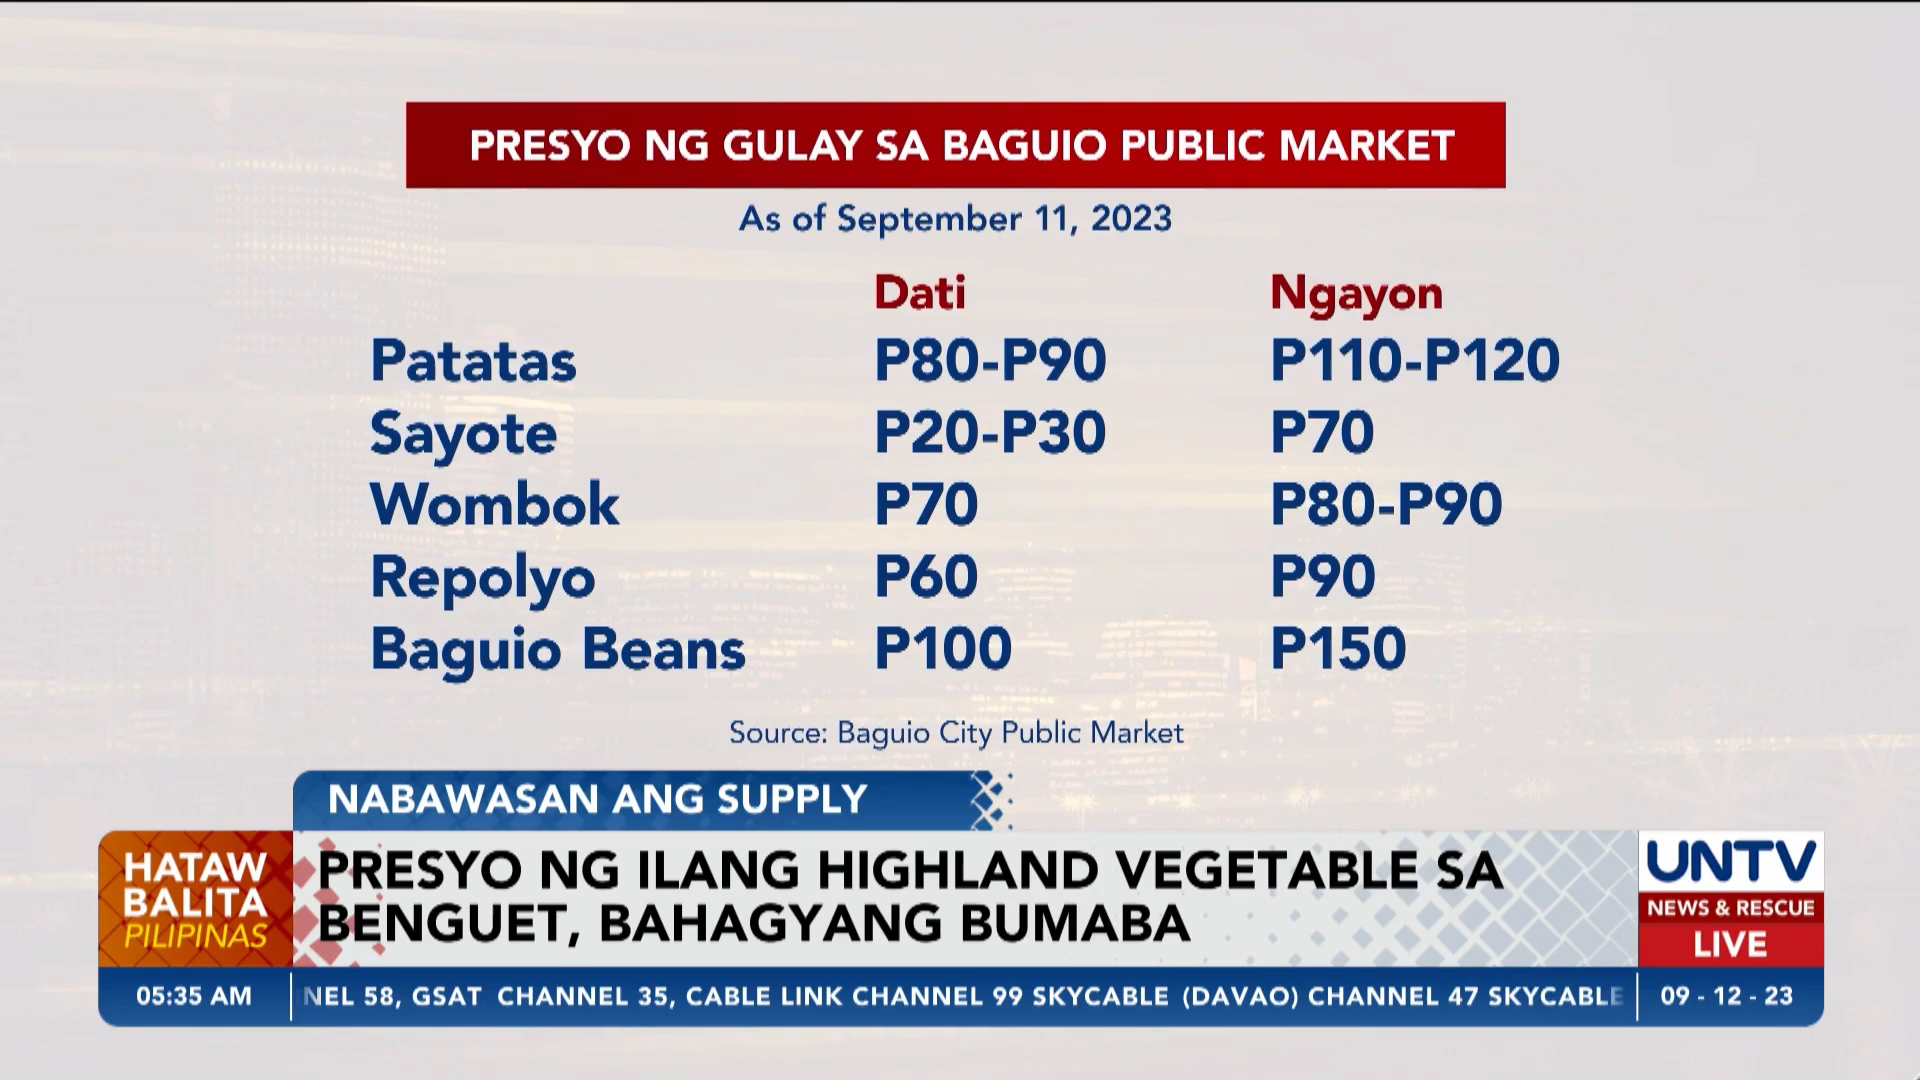 PRESYO NG GULAY SA BAGUIO PUBLIC MARKET
As of September 11, 2023
Dati Ngayon
Patatas P80-P90 P110-P120
Sayote P20-P30 P70
Wombok P70 P80-P90
Repolyo P60 P90
Baguio Beans P100 P150
Source: Baguio City Public Market
NABAWASAN ANG SUPPLY
HATAW
BALITA
PILIPINAS
PRESYO NG ILANG HIGHLAND VEGETABLE SA
BENGUET, BAHAGYANG BUMABA
UNTV
NEWS & RESCUE
LIVE
05:35 AM
NEL 58, GSAT CHANNEL 35, CABLE LINK CHANNEL 99 SKYCABLE (DAVAO) CHANNEL 47 SKYCABLE
09 - 12 - 23